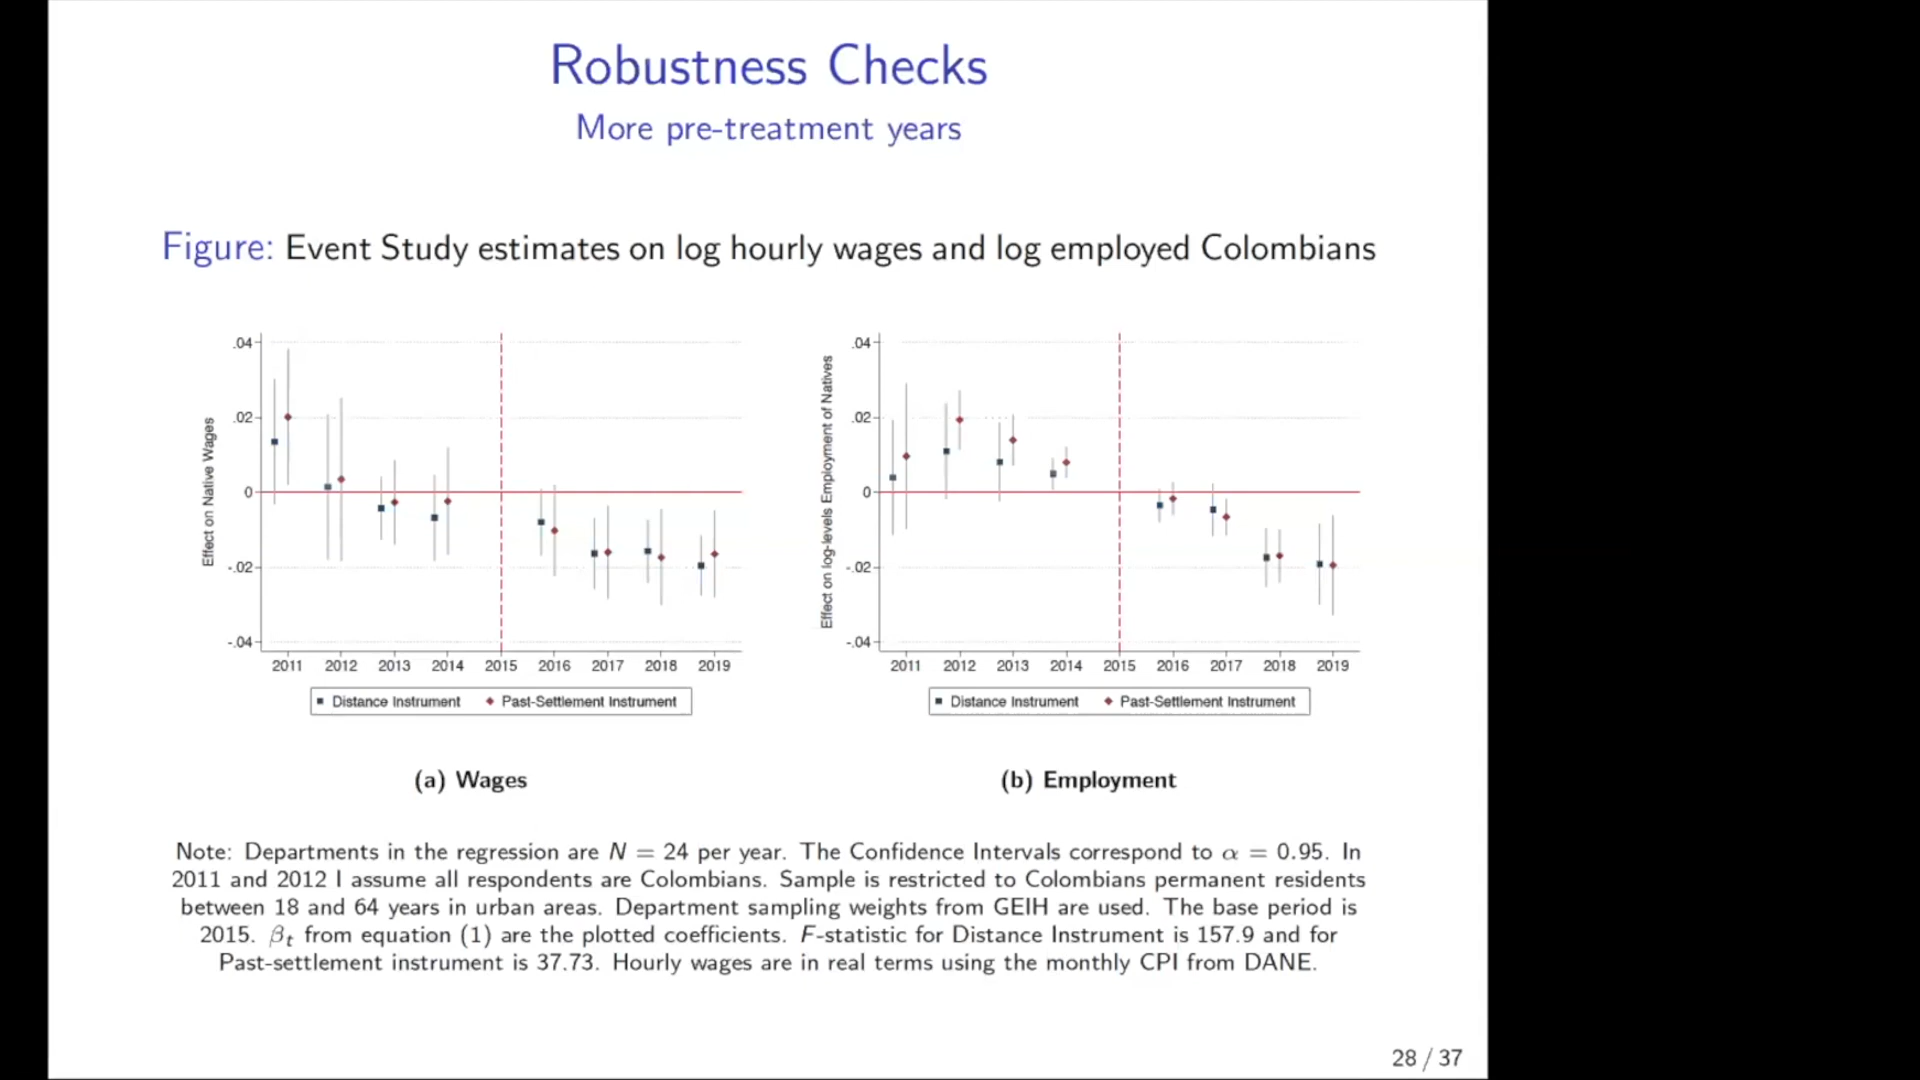 Robustness Checks
More pre-treatment years
Figure: Event Study estimates on log hourly wages and log employed Colombians
Effect on Native Wages
.04
.02
0
-.02
-.04
2011 2012 2013 2014 2015 2016 2017 2018 2019
Distance Instrument Past-Settlement Instrument
(a) Wages
Effect on log-levels Employment of Natives
.04
.02
0
-.02
-.04
2011 2012 2013 2014 2015 2016 2017 2018 2019
Distance Instrument Past-Settlement Instrument
(b) Employment
Note: Departments in the regression are N = 24 per year. The Confidence Intervals correspond to α = 0.95. In
2011 and 2012 I assume all respondents are Colombians. Sample is restricted to Colombians permanent residents
between 18 and 64 years in urban areas. Department sampling weights from GEIH are used. The base period is
2015. βt from equation (1) are the plotted coefficients. F-statistic for Distance Instrument is 157.9 and for
Past-settlement instrument is 37.73. Hourly wages are in real terms using the monthly CPI from DANE.
28 / 37